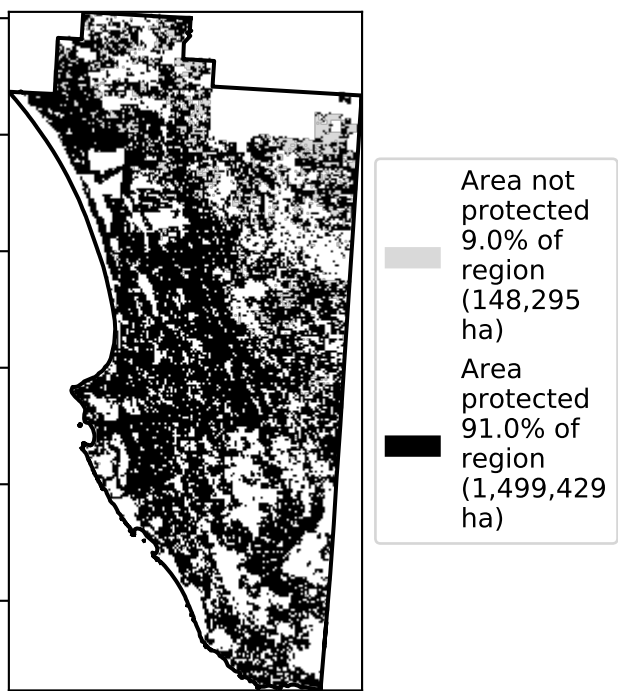 Area not
protected
9.0% of
region
(148,295
ha)
Area
protected
91.0% of
region
(1,499,429
ha)